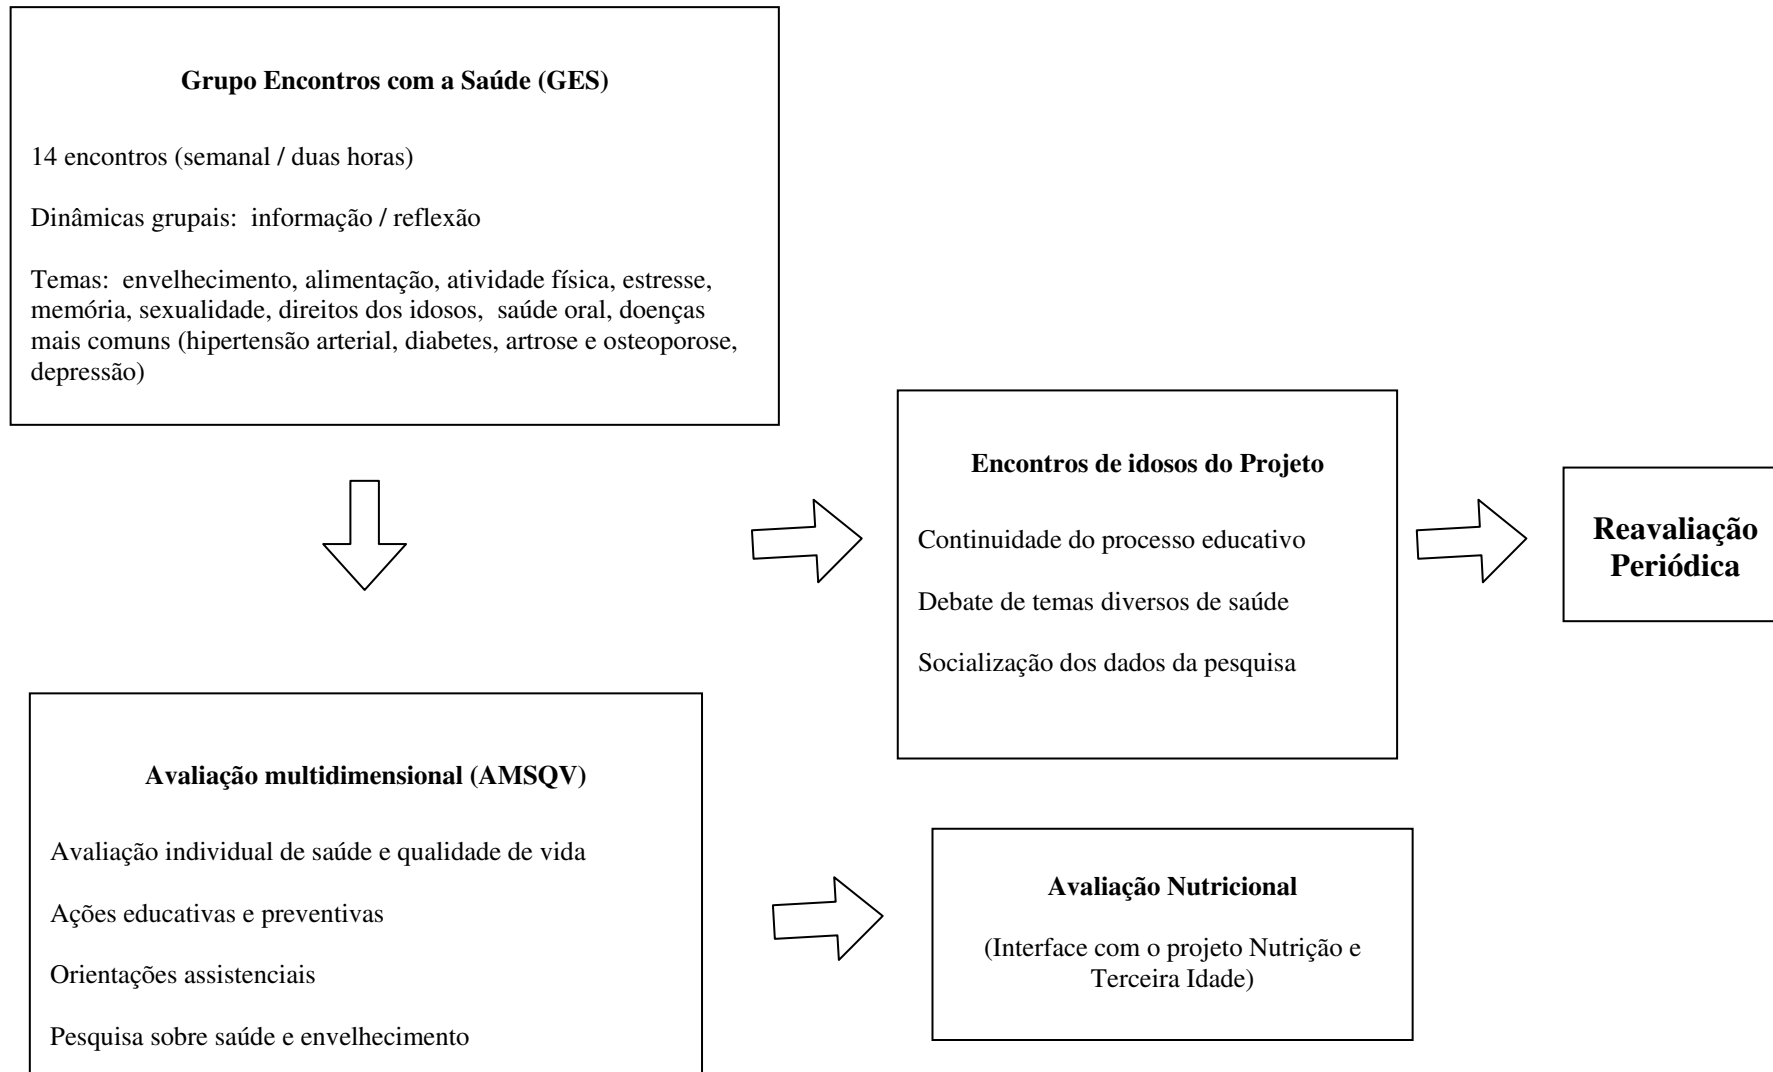 Grupo Encontros com a Saúde (GES)
14 encontros (semanal / duas horas)
Dinâmicas grupais:  informação / reflexão
Temas:  envelhecimento, alimentação, atividade física, estresse,
memória, sexualidade, direitos dos idosos,  saúde oral, doenças
mais comuns (hipertensão arterial, diabetes, artrose e osteoporose,
depressão)
Encontros de idosos do Projeto
Continuidade do processo educativo
Debate de temas diversos de saúde
Socialização dos dados da pesquisa
Reavaliação
Periódica
Avaliação multidimensional (AMSQV)
Avaliação individual de saúde e qualidade de vida
Ações educativas e preventivas
Orientações assistenciais
Pesquisa sobre saúde e envelhecimento
Avaliação Nutricional
(Interface com o projeto Nutrição e
Terceira Idade)